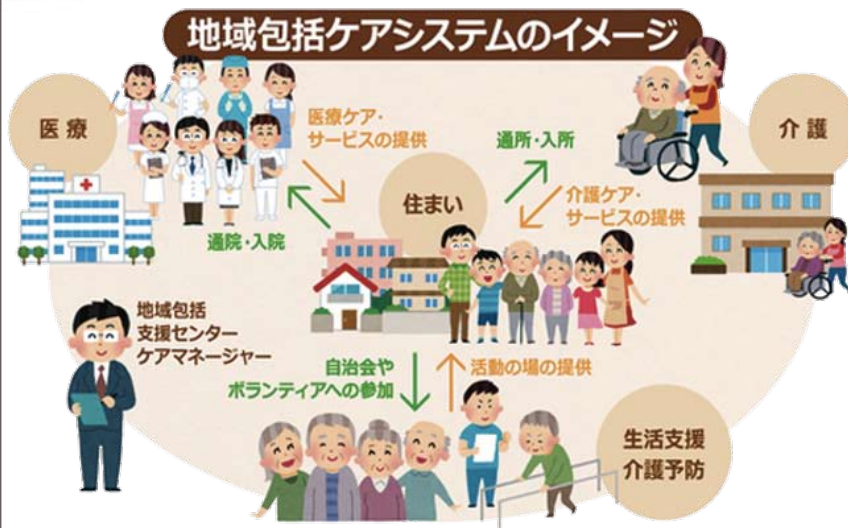 地域包括ケアシステムのイメージ
医療
医療ケア・
サービスの提供
通院・入院
住まい
通所・入所
介護ケア・
サービスの提供
介護
地域包括
支援センター
ケアマネージャー
自治会や
ボランティアへの参加
活動の場の提供
生活支援
介護予防